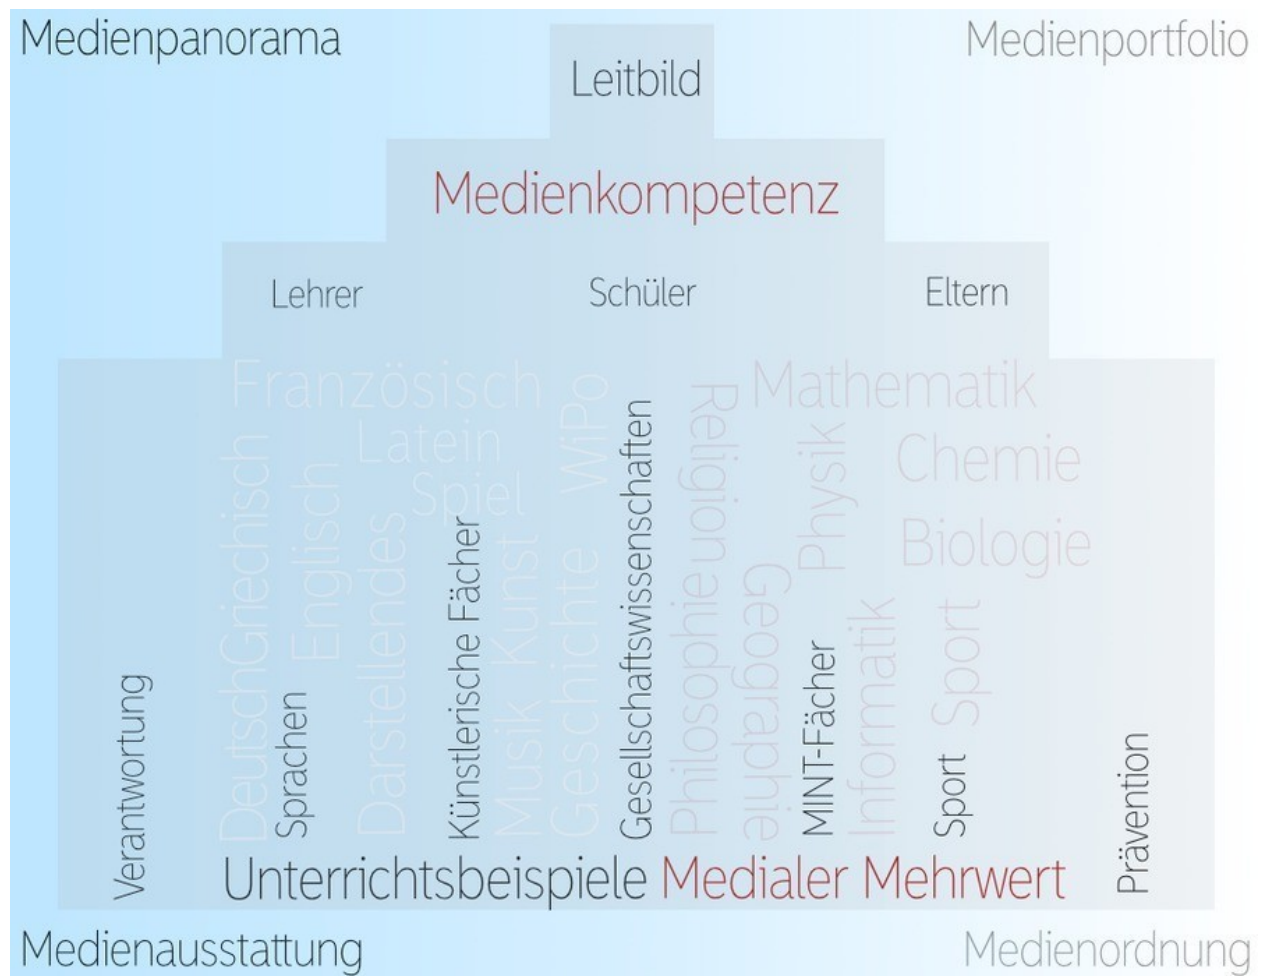 Medienpanorama
Medienportfolio
Leitbild
Medienkompetenz
Lehrer
Schüler
Eltern
Französisch
Latein
Spiel
Deutsch
Griechisch
Englisch
Sprachen
Darstellendes
Künstlerische Fächer
Musik
Kunst
Geschichte
WiPo
Gesellschaftswissenschaften
Philosophie
Religion
Geographie
Mathematik
Physik
Chemie
Biologie
MINT-Fächer
Informatik
Sport
Sport
Verantwortung
Prävention
Unterrichtsbeispiele
Medialer Mehrwert
Medienausstattung
Medienordnung